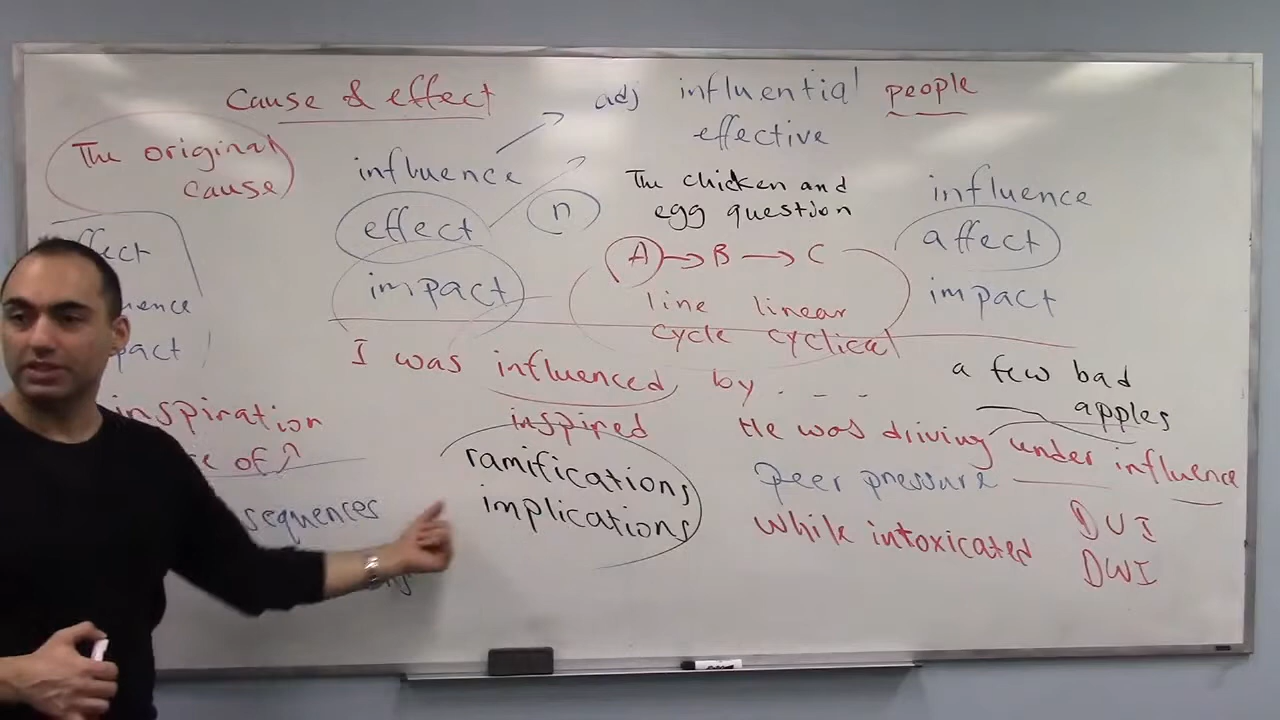 Cause & effect
adj influential people
effective
The original
cause
influence
effect
n
impact
The chicken and
egg question
A → B → C
line linear
cycle cyclical
influence
affect
impact
I was influenced by - - -
inspired
a few bad
apples
He was driving under influence
peer pressure
while intoxicated
DUI
DWI
inspiration
of
ramifications
implications